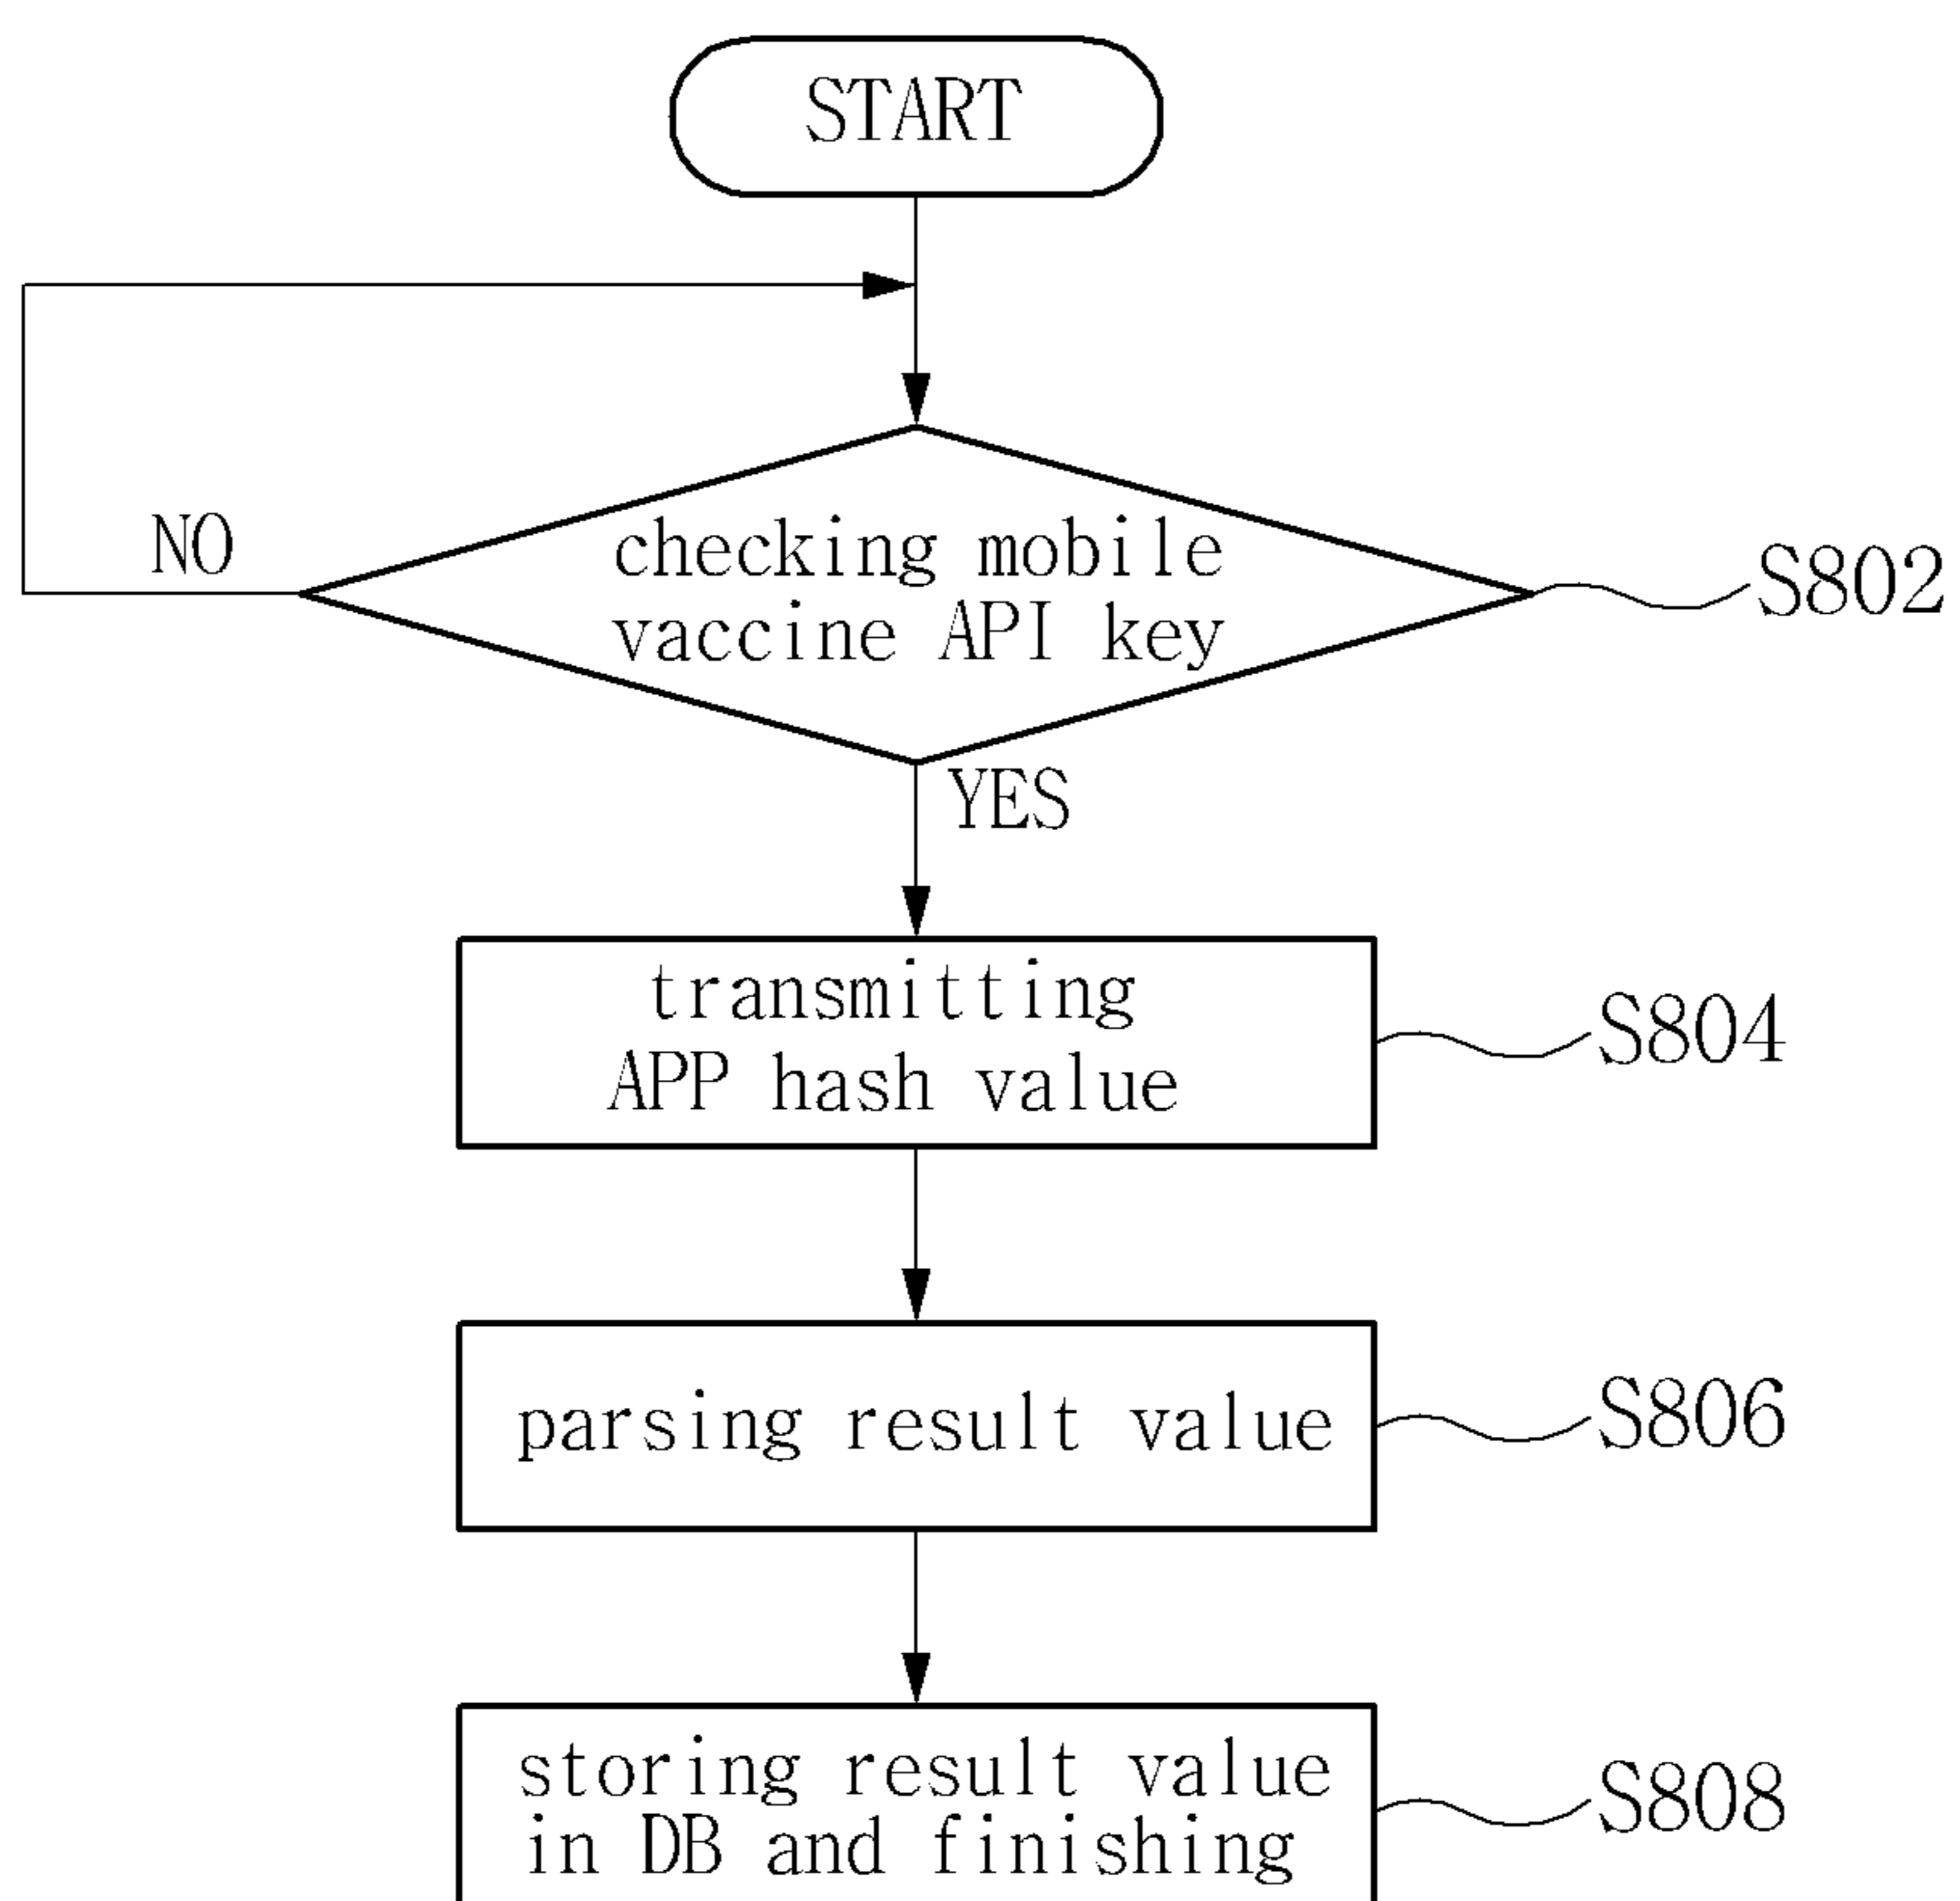 START
NO
checking mobile
vaccine API key
S802
YES
transmitting
APP hash value
S804
parsing result value
S806
storing result value
in DB and finishing
S808